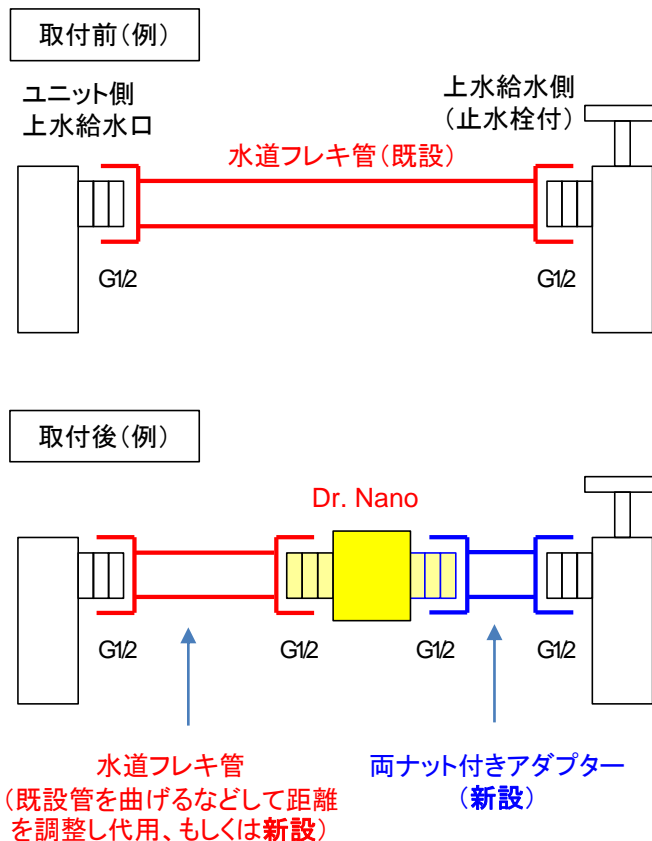 取付前(例)
ユニット側
上水給水口
上水給水側
(止水栓付)
水道フレキ管(既設)
G1/2
G1/2
取付後(例)
Dr. Nano
G1/2
G1/2
G1/2
G1/2
水道フレキ管
(既設管を曲げるなどして距離
を調整し代用、もしくは新設)
両ナット付きアダプター
(新設)